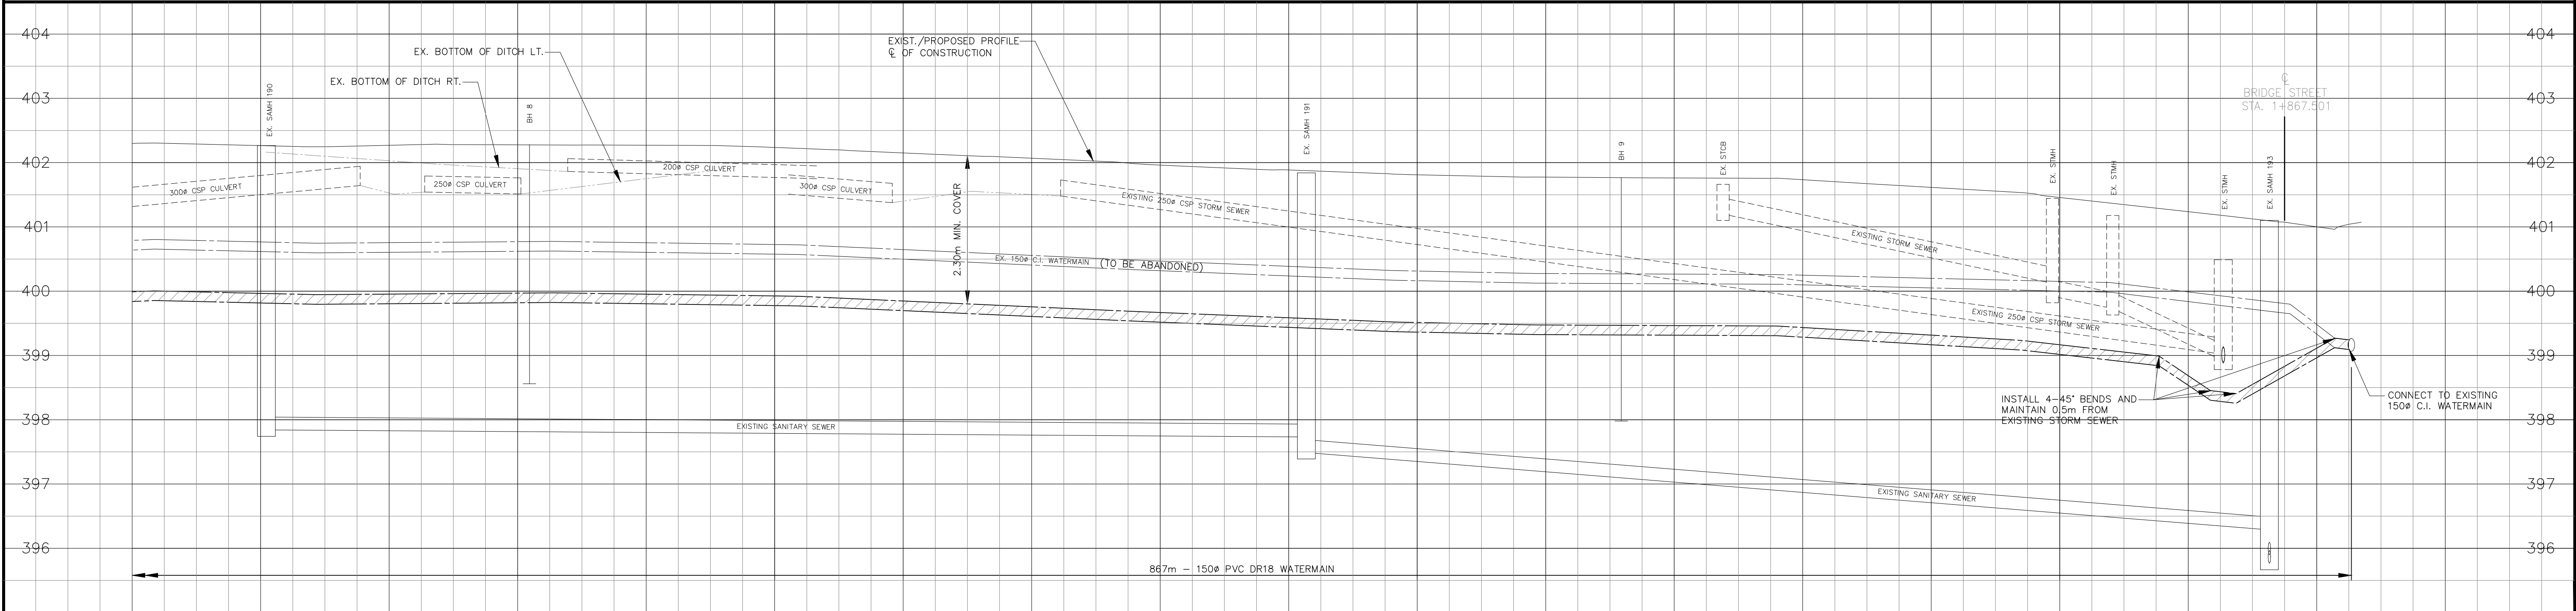 404
403
402
401
400
399
398
397
396
EX. SAMH 190
EX. BOTTOM OF DITCH RT.
EX. BOTTOM OF DITCH LT.
BH 8
EXIST./PROPOSED PROFILE
℄ OF CONSTRUCTION
EX. SAMH 191
BH 9
EX. STCB
EX. STMH
EX. STMH
EX. STMH
EX. SAMH 193
℄
BRIDGE STREET
STA. 1+867.501
300ø CSP CULVERT
250ø CSP CULVERT
200ø CSP CULVERT
300ø CSP CULVERT
2.30m MIN. COVER
EXISTING 250ø CSP STORM SEWER
EX. 150ø C.I. WATERMAIN (TO BE ABANDONED)
EXISTING STORM SEWER
EXISTING 250ø CSP STORM SEWER
INSTALL 4-45° BENDS AND
MAINTAIN 0.5m FROM
EXISTING STORM SEWER
CONNECT TO EXISTING
150ø C.I. WATERMAIN
EXISTING SANITARY SEWER
EXISTING SANITARY SEWER
867m - 150ø PVC DR18 WATERMAIN
404
403
402
401
400
399
398
397
396